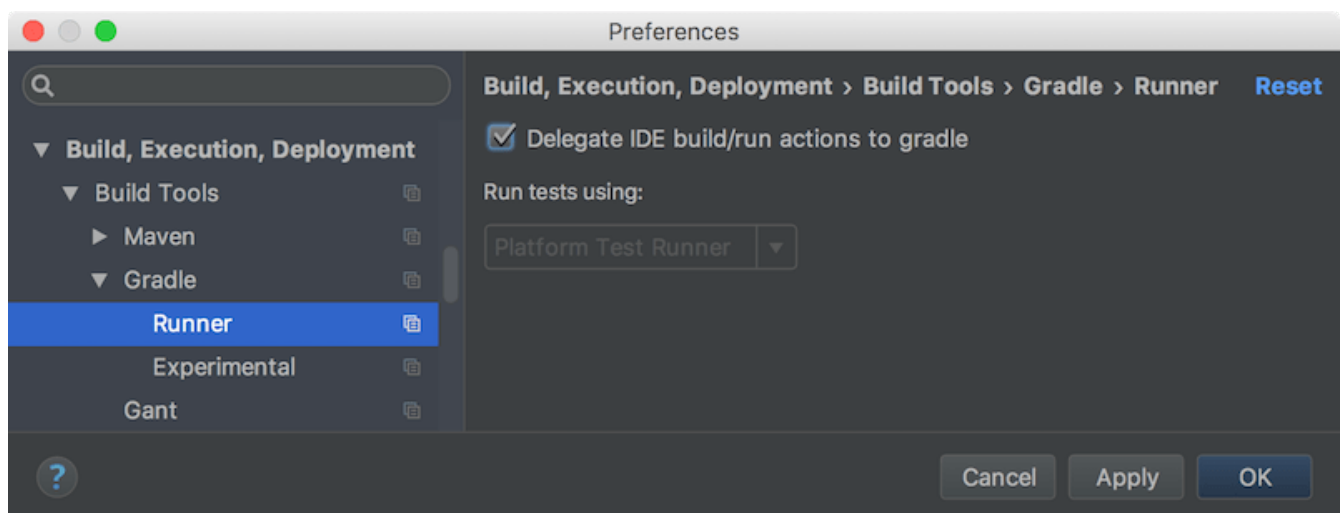 Preferences
Build, Execution, Deployment
Build Tools
Maven
Gradle
Runner
Experimental
Gant
Build, Execution, Deployment › Build Tools › Gradle › Runner Reset
Delegate IDE build/run actions to gradle
Run tests using:
Platform Test Runner
?
Cancel Apply OK